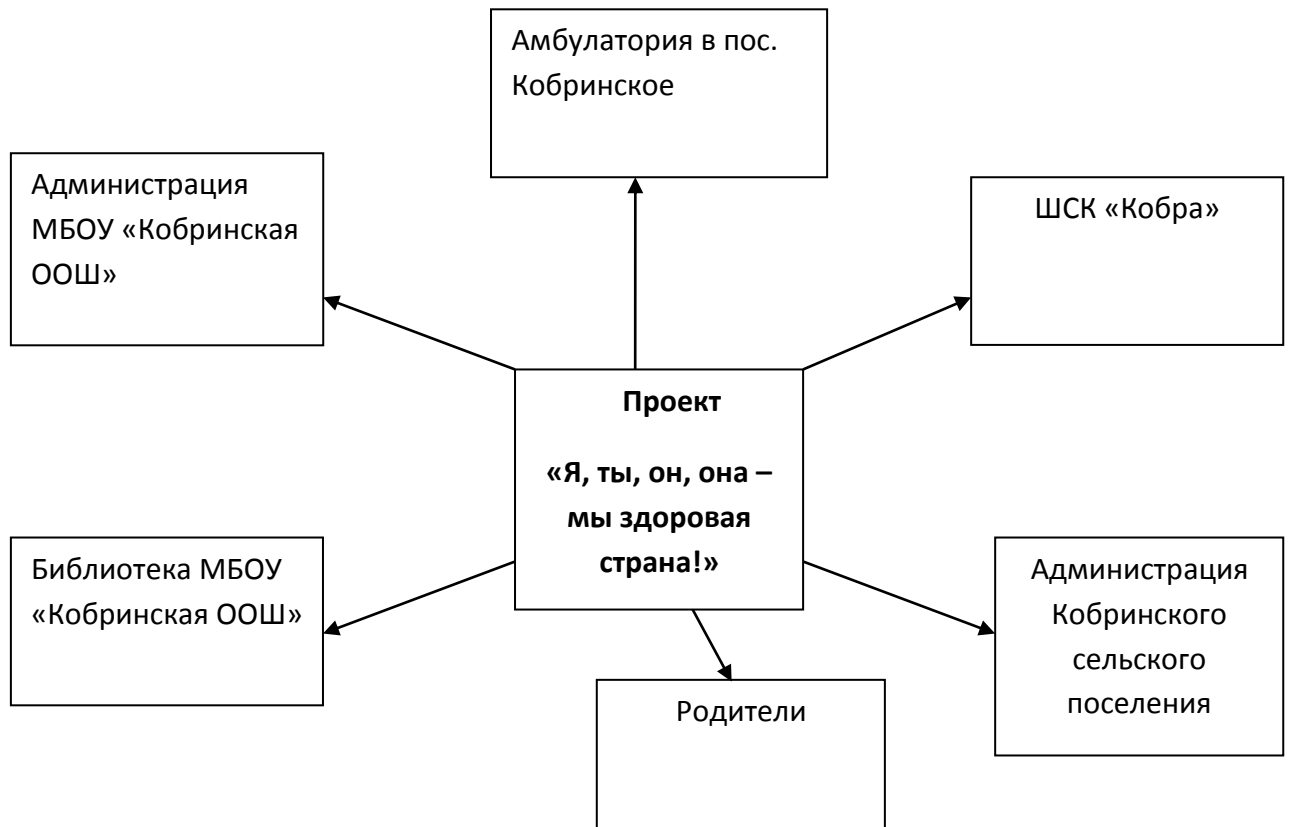 Амбулатория в пос.
Кобринское
Администрация
МБОУ «Кобринская
ООШ»
ШСК «Кобра»
Проект
«Я, ты, он, она –
мы здоровая
страна!»
Библиотека МБОУ
«Кобринская ООШ»
Администрация
Кобринского
сельского
поселения
Родители